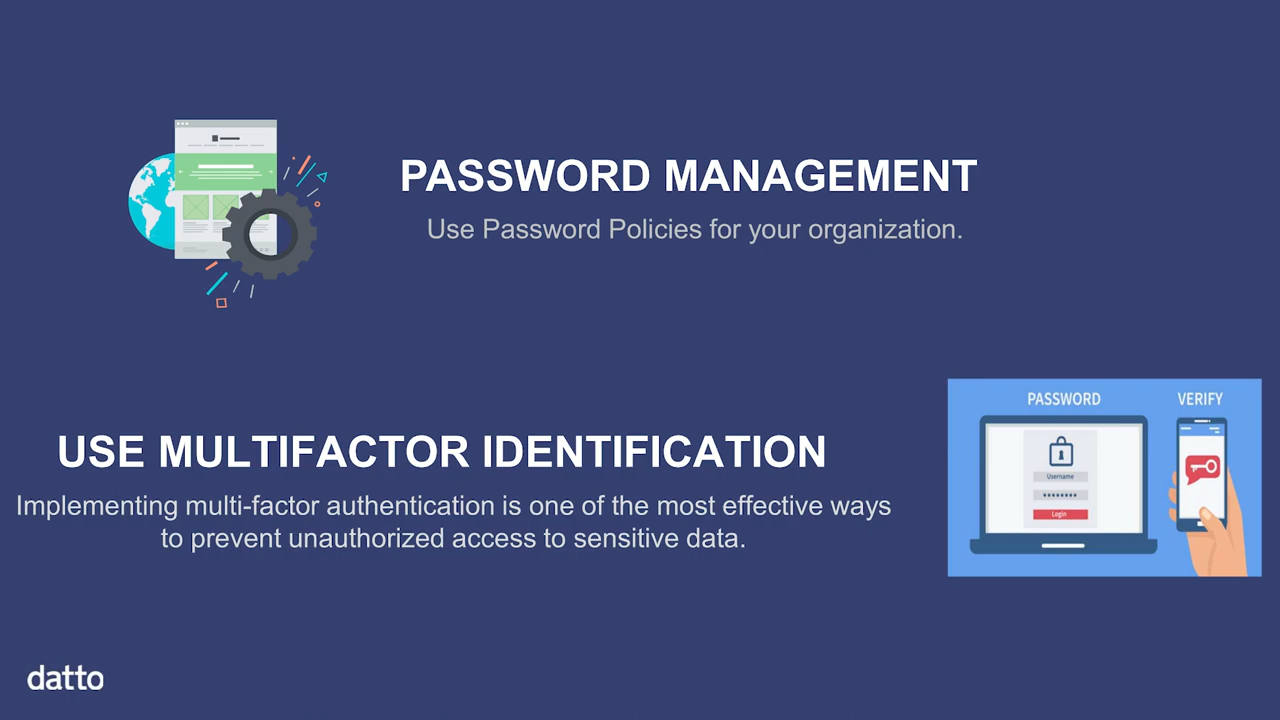 PASSWORD MANAGEMENT
Use Password Policies for your organization.
USE MULTIFACTOR IDENTIFICATION
Implementing multi-factor authentication is one of the most effective ways
to prevent unauthorized access to sensitive data.
PASSWORD
VERIFY
Username
Login
datto